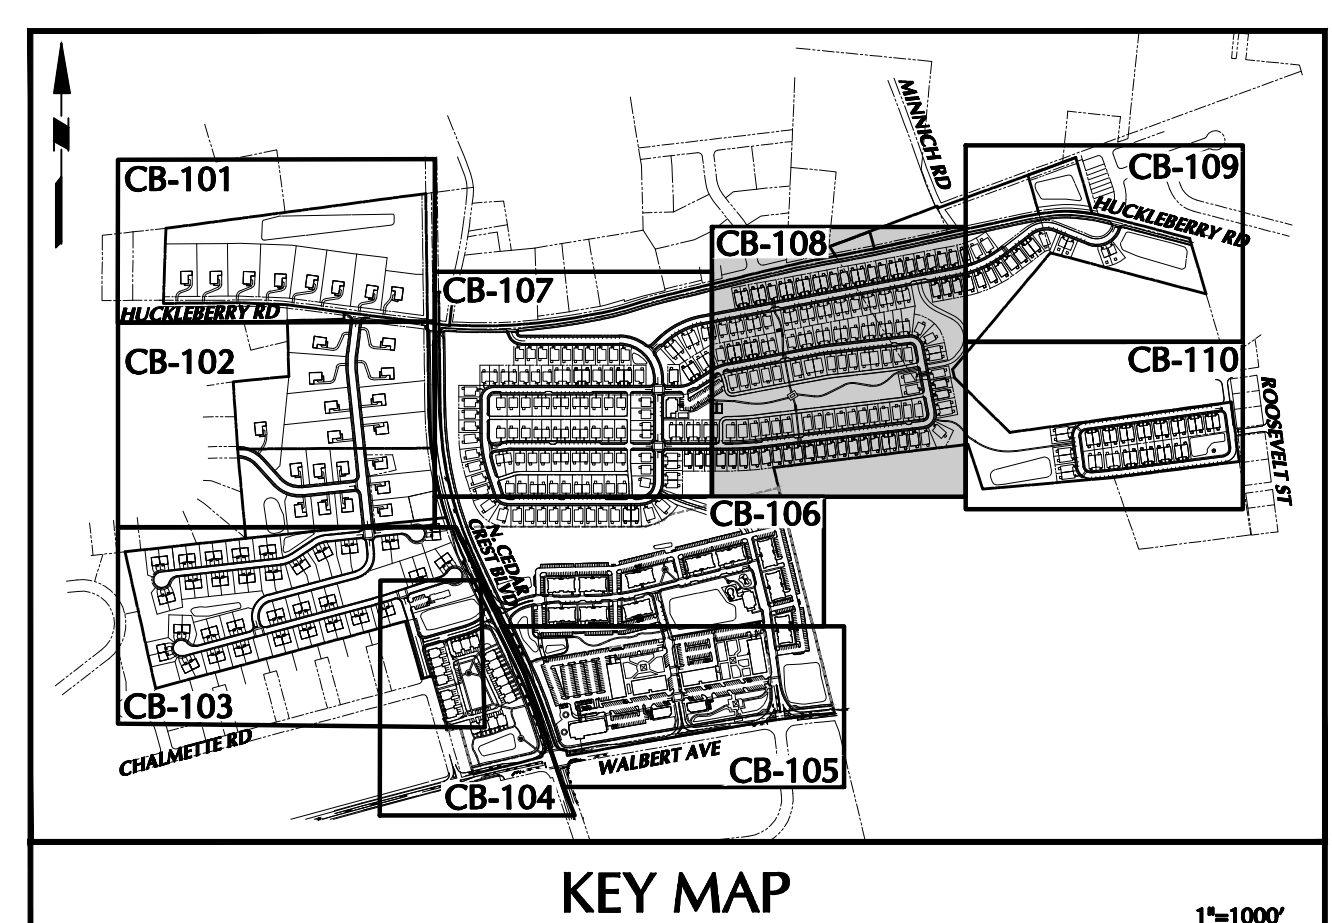 MINNICH RD
CB-101
CB-109
HUCKLEBERRY RD
CB-108
CB-107
HUCKLEBERRY RD
CB-102
CB-110
ROOSEVELT ST
CB-106
N. CEDAR
CREST BLVD
CB-103
CHALMETTE RD
WALBERT AVE
CB-105
CB-104
KEY MAP
1"=1000'